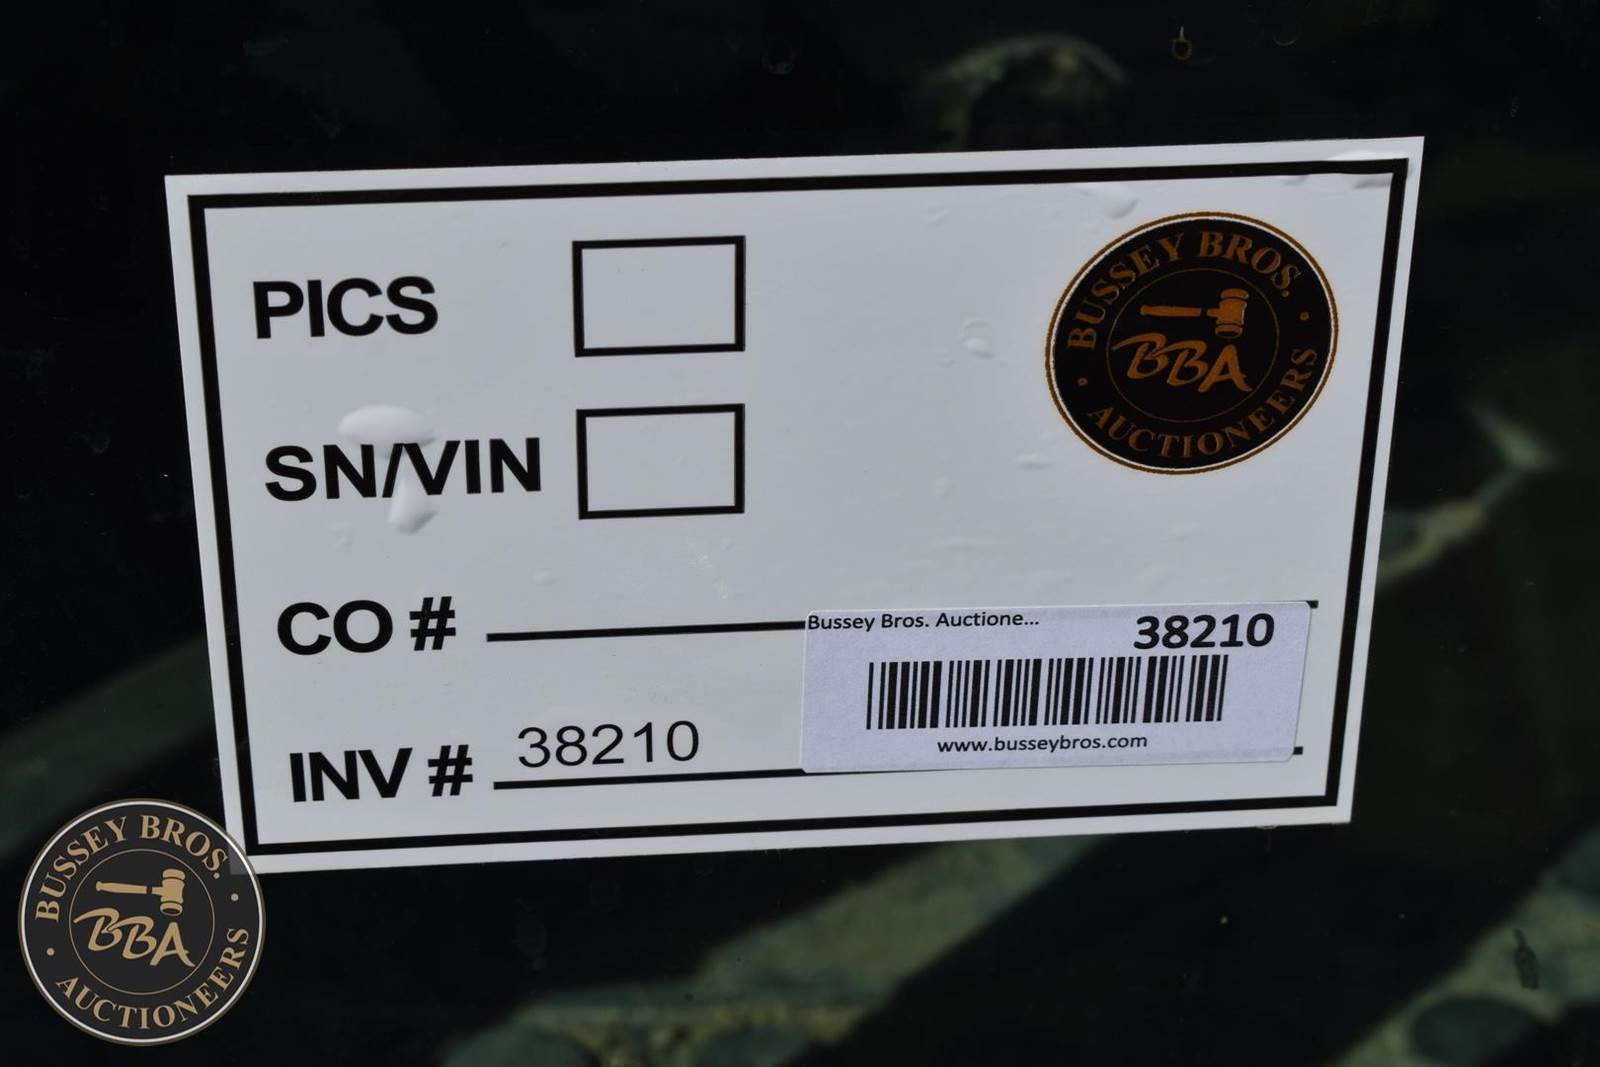 PICS
BUSSEY BROS.
BBA
AUCTIONEERS
SN/VIN
CO #
Bussey Bros. Auctione...
38210
www.busseybros.com
INV # 38210
BUSSEY BROS.
BBA
AUCTIONEERS